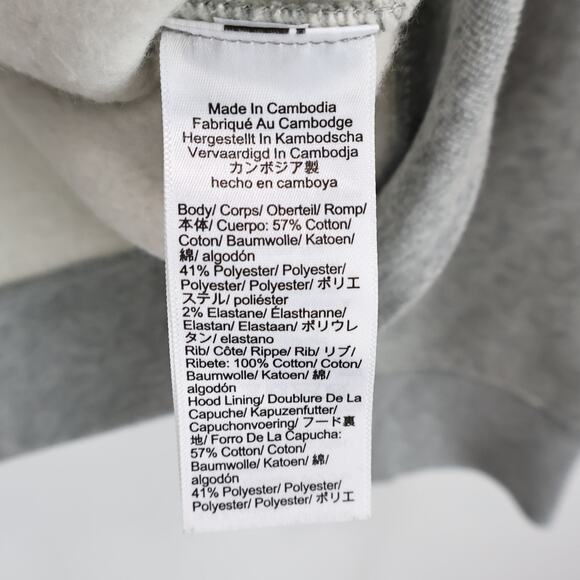 Made In Cambodia
Fabriqué Au Cambodge
Hergestellt In Kambodscha
Vervaardigd In Cambodja
カンボジア製
hecho en camboya
Body/ Corps/ Oberteil/ Romp/
本体/ Cuerpo: 57% Cotton/
Coton/ Baumwolle/ Katoen/
綿/ algodón
41% Polyester/ Polyester/
Polyester/ Polyester/ ポリエ
ステル/ poliéster
2% Elastane/ Élasthanne/
Elastan/ Elastaan/ ポリウレ
タン/ elastano
Rib/ Côte/ Rippe/ Rib/ リブ/
Ribete: 100% Cotton/ Coton/
Baumwolle/ Katoen/ 綿/
algodón
Hood Lining/ Doublure De La
Capuche/ Kapuzenfutter/
Capuchonvoering/ フード裏
地/ Forro De La Capucha:
57% Cotton/ Coton/
Baumwolle/ Katoen/ 綿/
algodón
41% Polyester/ Polyester/
Polyester/ Polyester/ ポリエ